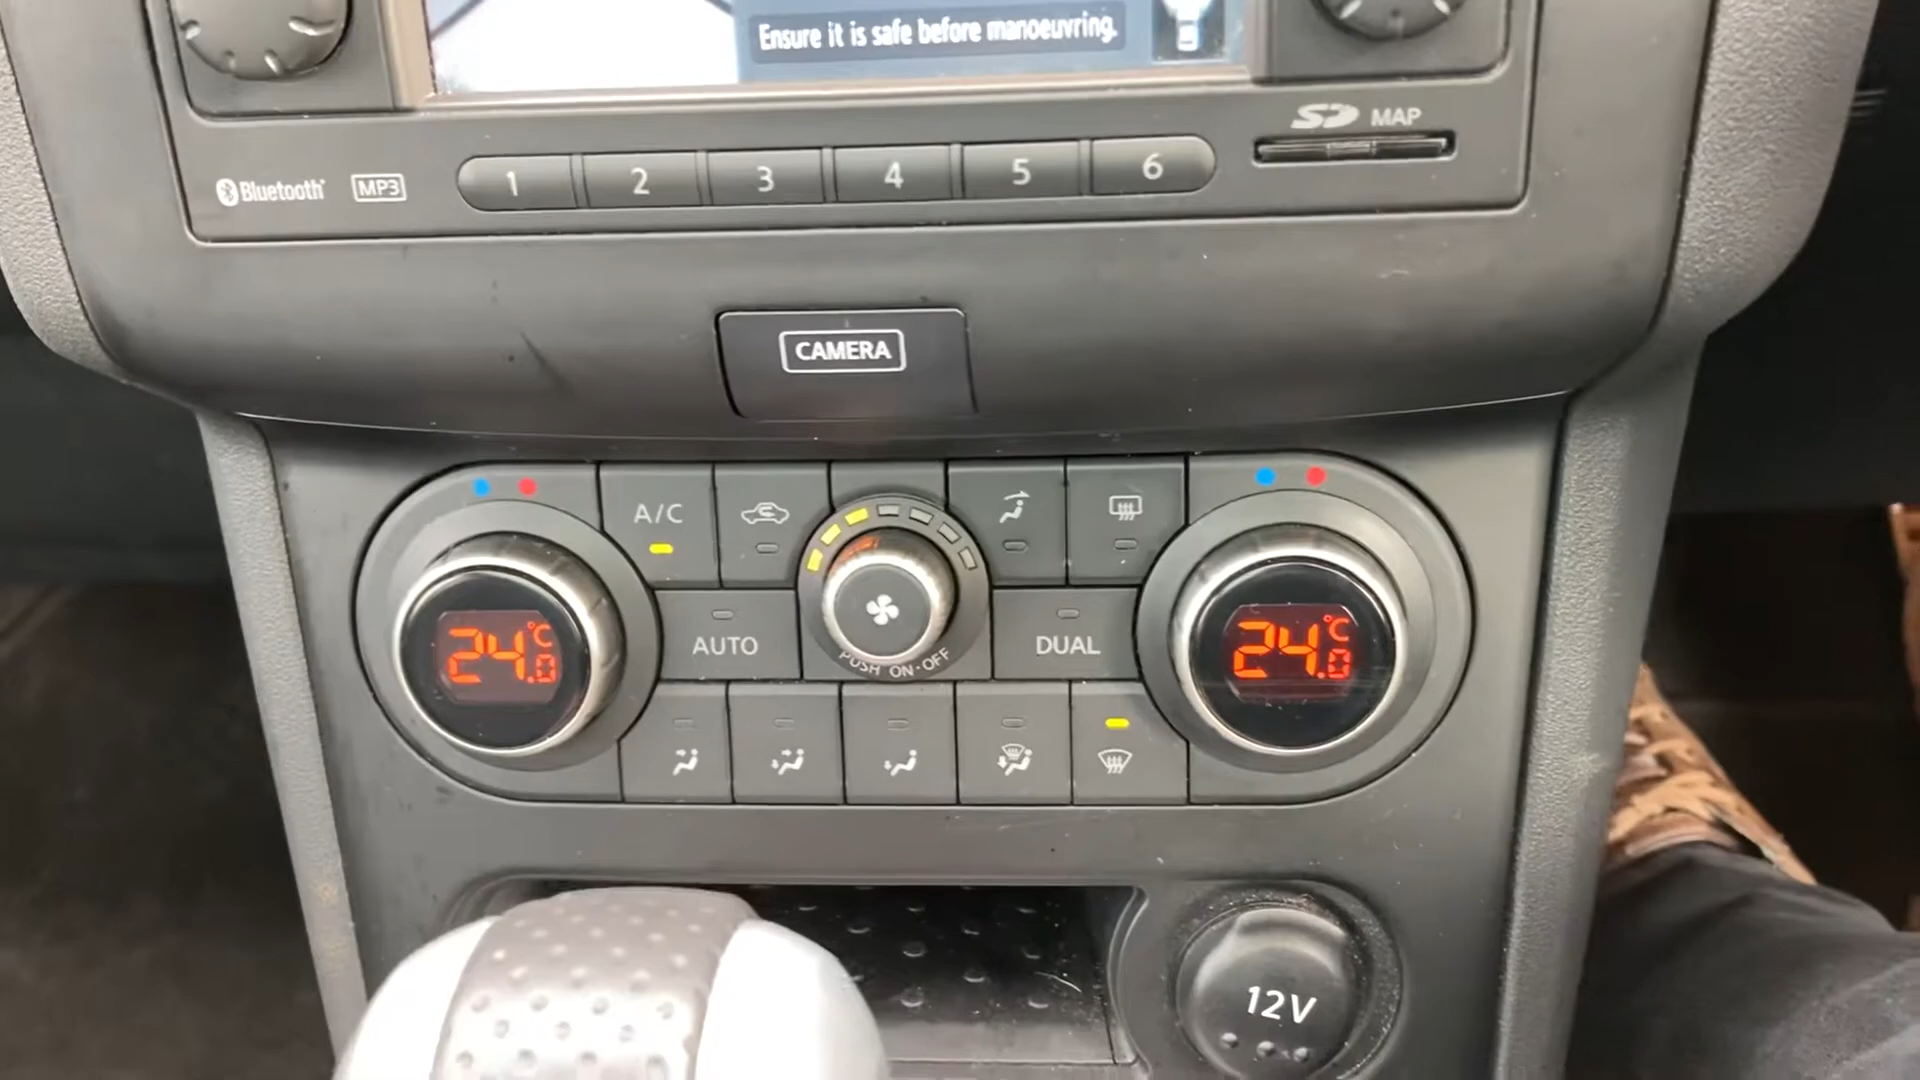 Ensure it is safe before manoeuvring.
SD MAP
Bluetooth MP3 1 2 3 4 5 6
CAMERA
A/C
24.0 °C AUTO PUSH ON-OFF DUAL 24.0 °C
12V